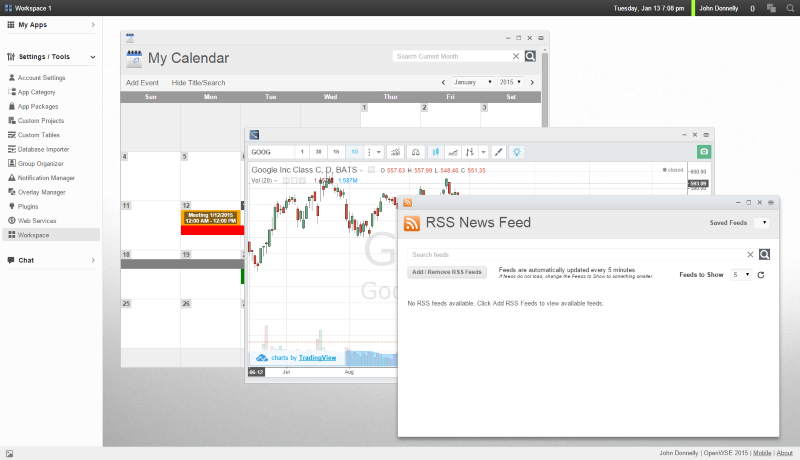 Workspace 1
Tuesday, Jan 13 7:08 pm
John Donnelly
0
My Apps
Settings / Tools
Account Settings
App Category
App Packages
Custom Projects
Custom Tables
Database Importer
Group Organizer
Notification Manager
Overlay Manager
Plugins
Web Services
Workspace
Chat
My Calendar
Search Current Month
Add Event
Hide Title/Search
January
2015
Sun Mon Tue Wed Thur Fri Sat
1 2 3
4 5
11 12
Meeting 1/12/2015
12:00 AM - 12:00 PM
18 19
25 26
GOOG
1 30 1h 1D
Google Inc Class C, D, BATS
O 557.63 H 557.99 L 548.46 C 551.35
closed
Vol (20)
1.587M
600.00
593.09
charts by TradingView
06-12
Jul
Aug
RSS News Feed
Saved Feeds
Search feeds
Add / Remove RSS Feeds
Feeds are automatically updated every 5 minutes
If feeds do not load, change the Feeds to Show to something smaller.
Feeds to Show
5
No RSS feeds available. Click Add RSS Feeds to view available feeds.
John Donnelly | OpenWSE 2015 | Mobile | About